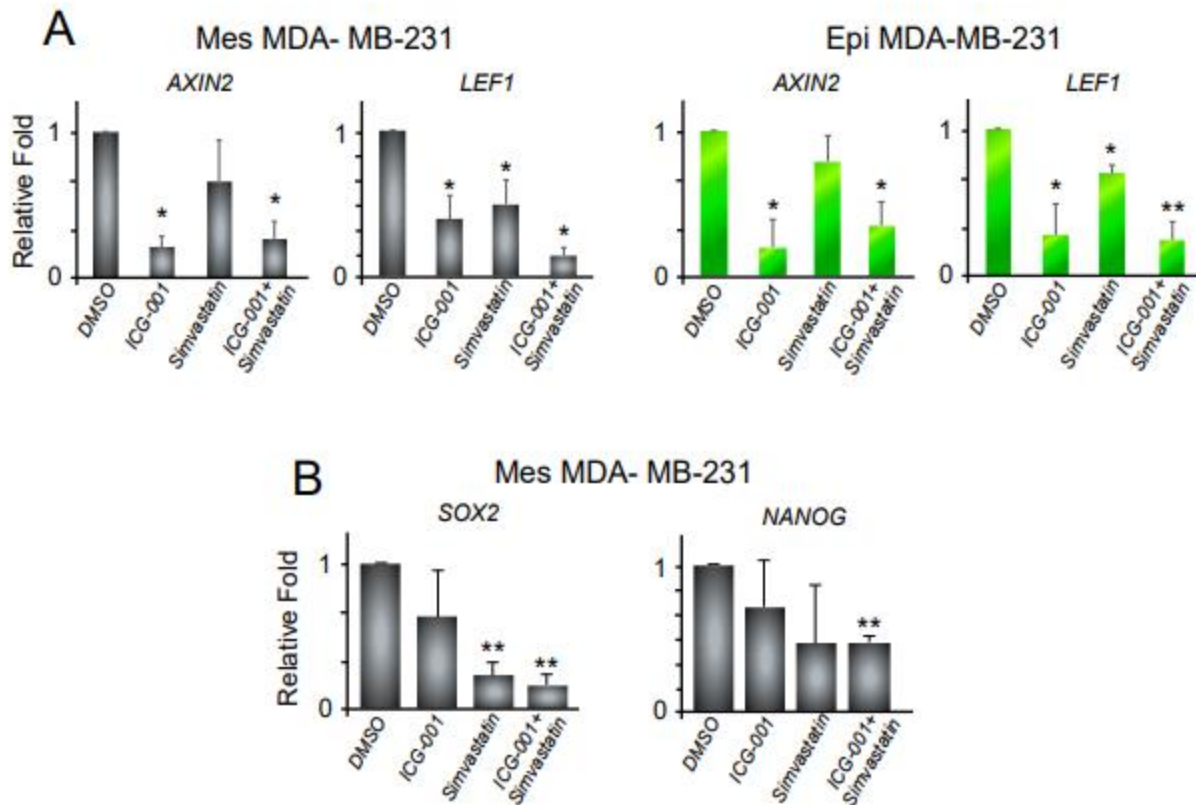 A
Mes MDA- MB-231
Epi MDA-MB-231
AXIN2
LEF1
AXIN2
LEF1
Relative Fold
1
0
1
0
1
0
1
0
*
*
*
*
*
*
*
*
*
**
DMSO
ICG-001
Simvastatin
ICG-001+
Simvastatin
DMSO
ICG-001
Simvastatin
ICG-001+
Simvastatin
DMSO
ICG-001
Simvastatin
ICG-001+
Simvastatin
DMSO
ICG-001
Simvastatin
ICG-001+
Simvastatin
B
Mes MDA- MB-231
SOX2
NANOG
Relative Fold
1
0
1
0
**
**
**
DMSO
ICG-001
Simvastatin
ICG-001+
Simvastatin
DMSO
ICG-001
Simvastatin
ICG-001+
Simvastatin